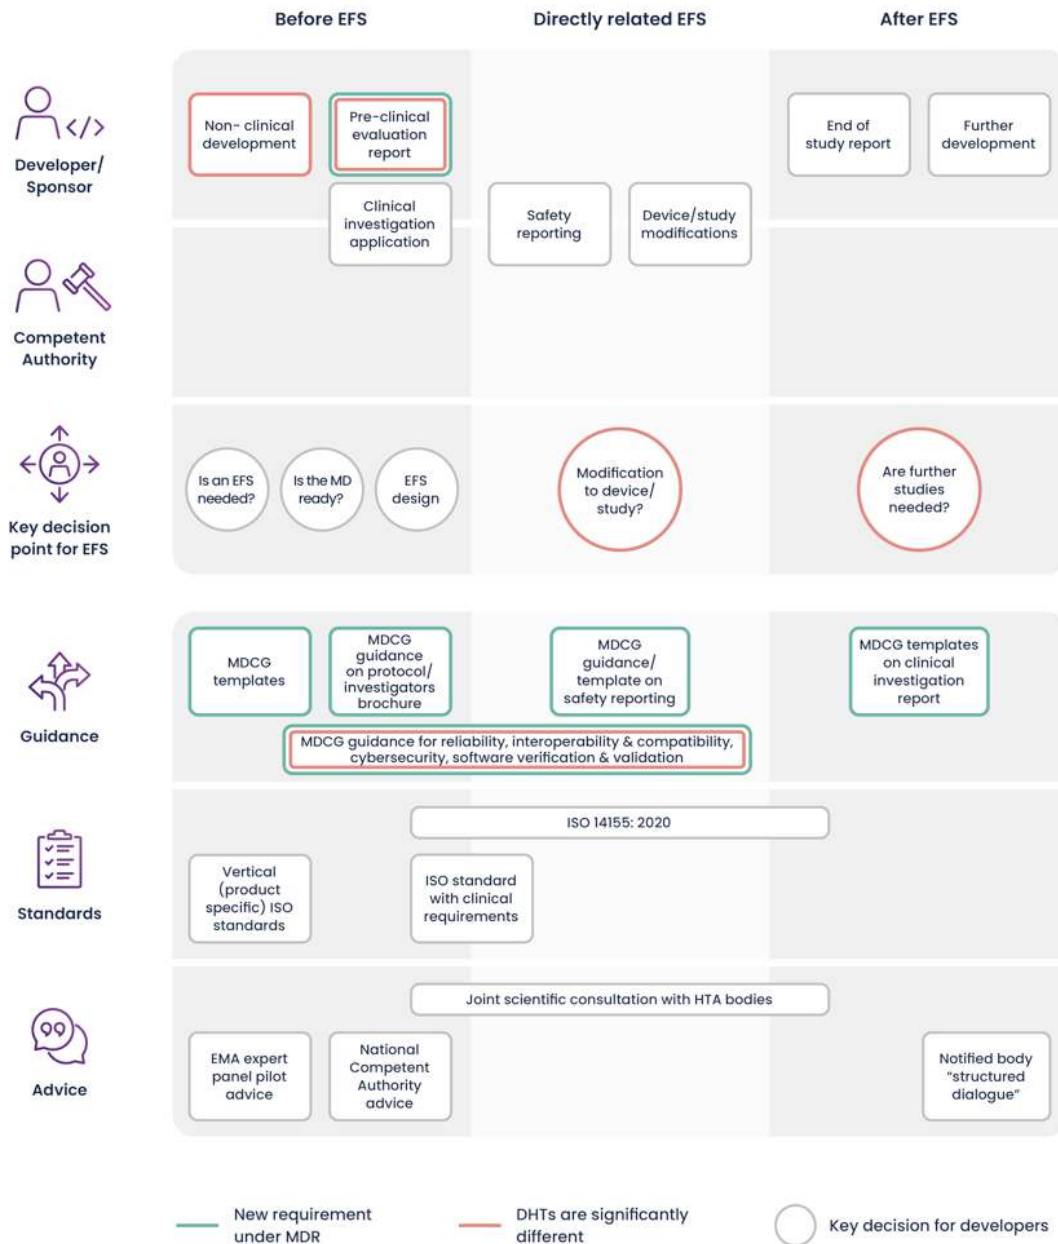 Before EFS
Directly related EFS
After EFS
Developer/
Sponsor
</>
Non- clinical
development
Pre-clinical
evaluation
report
End of
study report
Further
development
Clinical
investigation
application
Safety
reporting
Device/study
modifications
Competent
Authority
Key decision
point for EFS
Is an EFS
needed?
Is the MD
ready?
EFS
design
Modification
to device/
study?
Are further
studies
needed?
Guidance
MDCG
templates
MDCG
guidance
on protocol/
investigators
brochure
MDCG
guidance/
template on
safety reporting
MDCG templates
on clinical
investigation
report
MDCG guidance for reliability, interoperability & compatibility,
cybersecurity, software verification & validation
Standards
ISO 14155: 2020
Vertical
(product
specific) ISO
standards
ISO standard
with clinical
requirements
Advice
Joint scientific consultation with HTA bodies
EMA expert
panel pilot
advice
National
Competent
Authority
advice
Notified body
“structured
dialogue”
New requirement
under MDR
DHTs are significantly
different
Key decision for developers